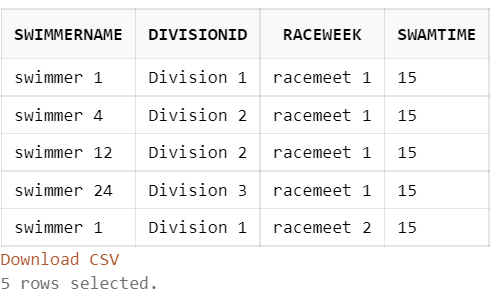 SWIMMERNAME DIVISIONID RACEWEEK SWAMTIME
swimmer 1 Division 1 racemeet 1 15
swimmer 4 Division 2 racemeet 1 15
swimmer 12 Division 2 racemeet 1 15
swimmer 24 Division 3 racemeet 1 15
swimmer 1 Division 1 racemeet 2 15
Download CSV
5 rows selected.